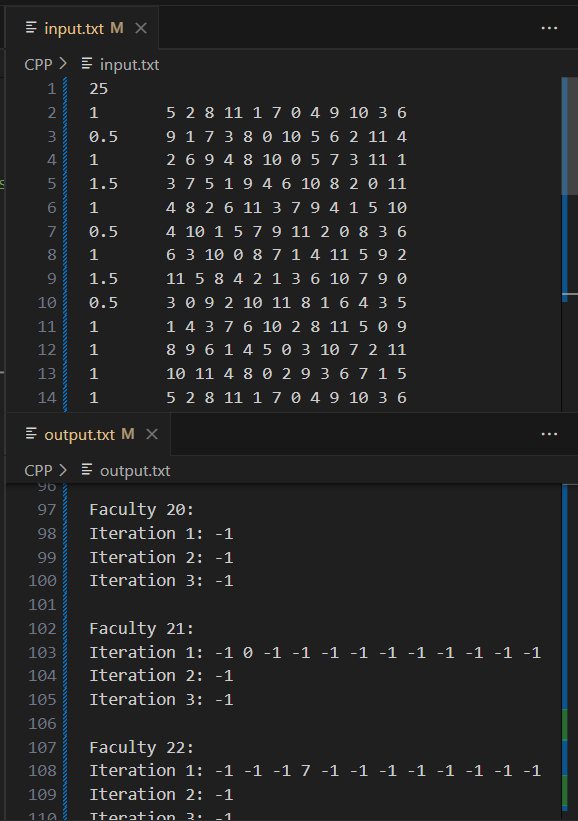 input.txt M
CPP > input.txt
1 25
2 1 5 2 8 11 1 7 0 4 9 10 3 6
3 0.5 9 1 7 3 8 0 10 5 6 2 11 4
4 1 2 6 9 4 8 10 0 5 7 3 11 1
5 1.5 3 7 5 1 9 4 6 10 8 2 0 11
6 1 4 8 2 6 11 3 7 9 4 1 5 10
7 0.5 4 10 1 5 7 9 11 2 0 8 3 6
8 1 6 3 10 0 8 7 1 4 11 5 9 2
9 1.5 11 5 8 4 2 1 3 6 10 7 9 0
10 0.5 3 0 9 2 10 11 8 1 6 4 3 5
11 1 1 4 3 7 6 10 2 8 11 5 0 9
12 1 8 9 6 1 4 5 0 3 10 7 2 11
13 1 10 11 4 8 0 2 9 3 6 7 1 5
14 1 5 2 8 11 1 7 0 4 9 10 3 6
output.txt M
CPP > output.txt
96
97 Faculty 20:
98 Iteration 1: -1
99 Iteration 2: -1
100 Iteration 3: -1
101
102 Faculty 21:
103 Iteration 1: -1 0 -1 -1 -1 -1 -1 -1 -1 -1 -1 -1
104 Iteration 2: -1
105 Iteration 3: -1
106
107 Faculty 22:
108 Iteration 1: -1 -1 -1 7 -1 -1 -1 -1 -1 -1 -1 -1
109 Iteration 2: -1
110 Iteration 3: -1